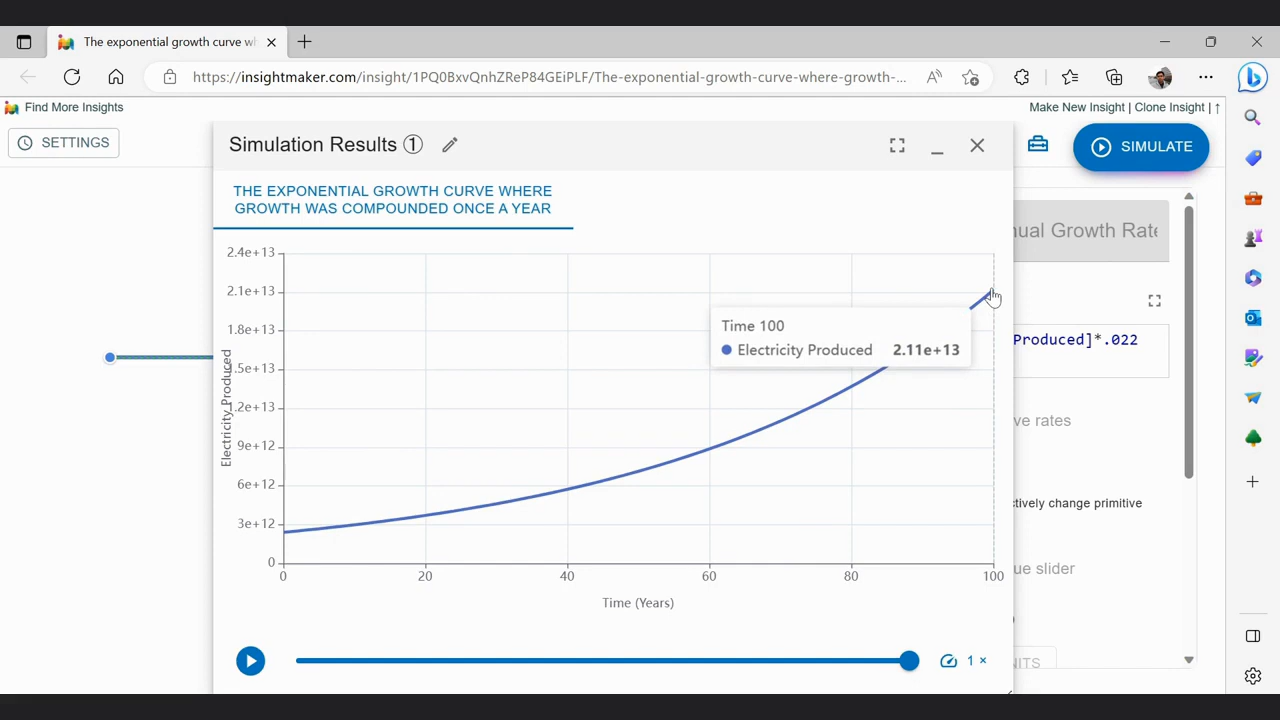 The exponential growth curve wh
https://insightmaker.com/insight/1PQ0BxvQnhZReP84GEiPLF/The-exponential-growth-curve-where-growth-...
Find More Insights
Make New Insight | Clone Insight | ↑
SETTINGS
Simulation Results ①
SIMULATE
THE EXPONENTIAL GROWTH CURVE WHERE
GROWTH WAS COMPOUNDED ONCE A YEAR
nual Growth Rate
2.4e+13
2.1e+13
1.8e+13
1.5e+13
1.2e+13
9e+12
6e+12
3e+12
0
Electricity Produced
Time 100
Electricity Produced 2.11e+13
Produced]*.022
ve rates
ctively change primitive
ue slider
NITS
0 20 40 60 80 100
Time (Years)
1 ×